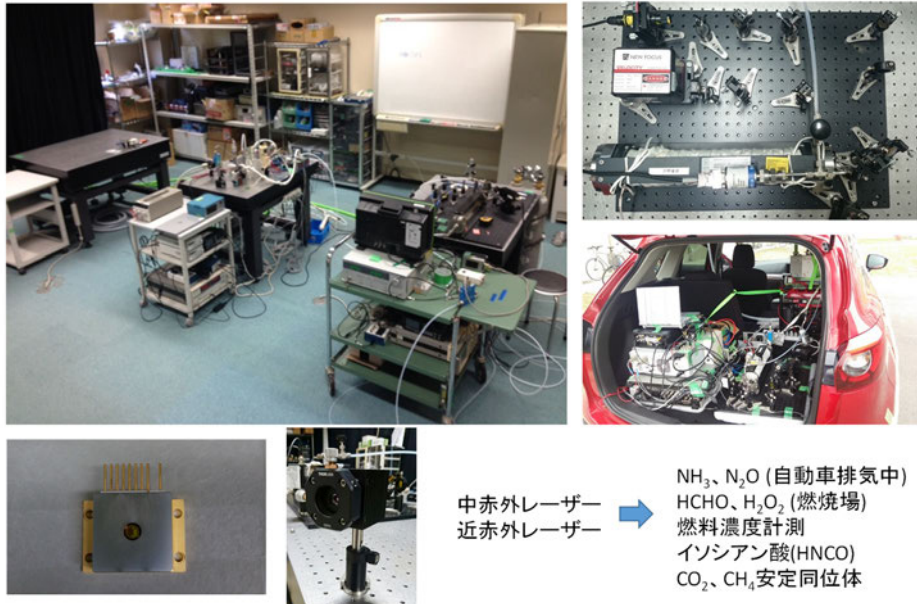 NEW FOCUS
中赤外レーザー
近赤外レーザー
NH₃、N₂O (自動車排気中)
HCHO、H₂O₂ (燃焼場)
燃料濃度計測
イソシアン酸(HNCO)
CO₂、CH₄安定同位体